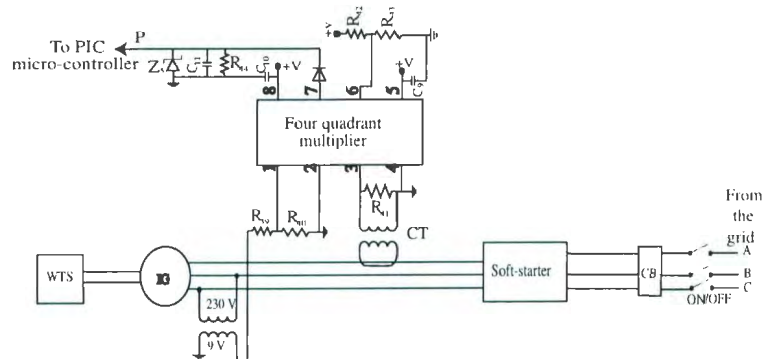 To PIC
micro-controller
P
+V
+V
+V
8
7
6
5
Four quadrant
multiplier
1
2
3
4
CT
From
the
grid
WTS
IG
Soft-starter
CB
A
B
C
ON/OFF
230 V
9 V